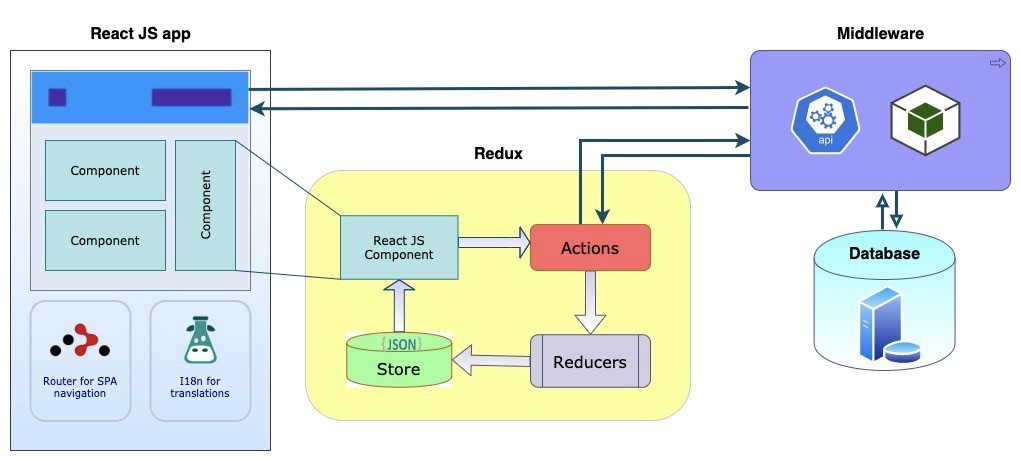 React JS app
Component
Component
Component
Router for SPA
navigation
I18n for
translations
Redux
React JS
Component
Actions
{JSON}
Store
Reducers
Middleware
api
Database